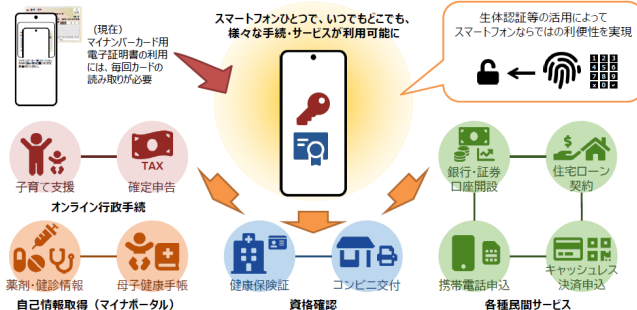 (現在)
マイナンバーカード用
電子証明書の利用
には、毎回カードの
読み取りが必要
スマートフォンひとつで、いつでもどこでも、
様々な手続・サービスが利用可能に
生体認証等の活用によって
スマートフォンならではの利便性を実現
1 2 3
4 5 6
7 8 9
TAX
子育て支援
確定申告
オンライン行政手続
薬剤・健診情報
母子健康手帳
自己情報取得(マイナポータル)
健康保険証
コンビニ交付
資格確認
銀行・証券
口座開設
住宅ローン
契約
$
携帯電話申込
キャッシュレス
決済申込
各種民間サービス